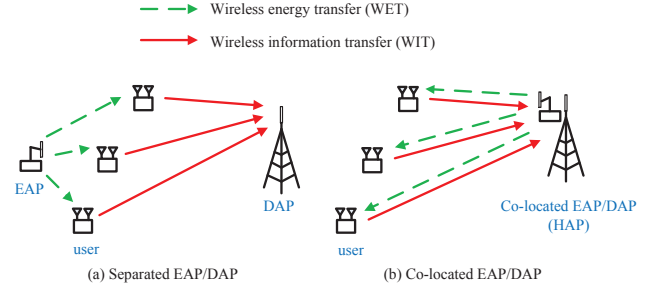 Wireless energy transfer (WET)
Wireless information transfer (WIT)
EAP
user
DAP
(a) Separated EAP/DAP
Co-located EAP/DAP
(HAP)
user
(b) Co-located EAP/DAP